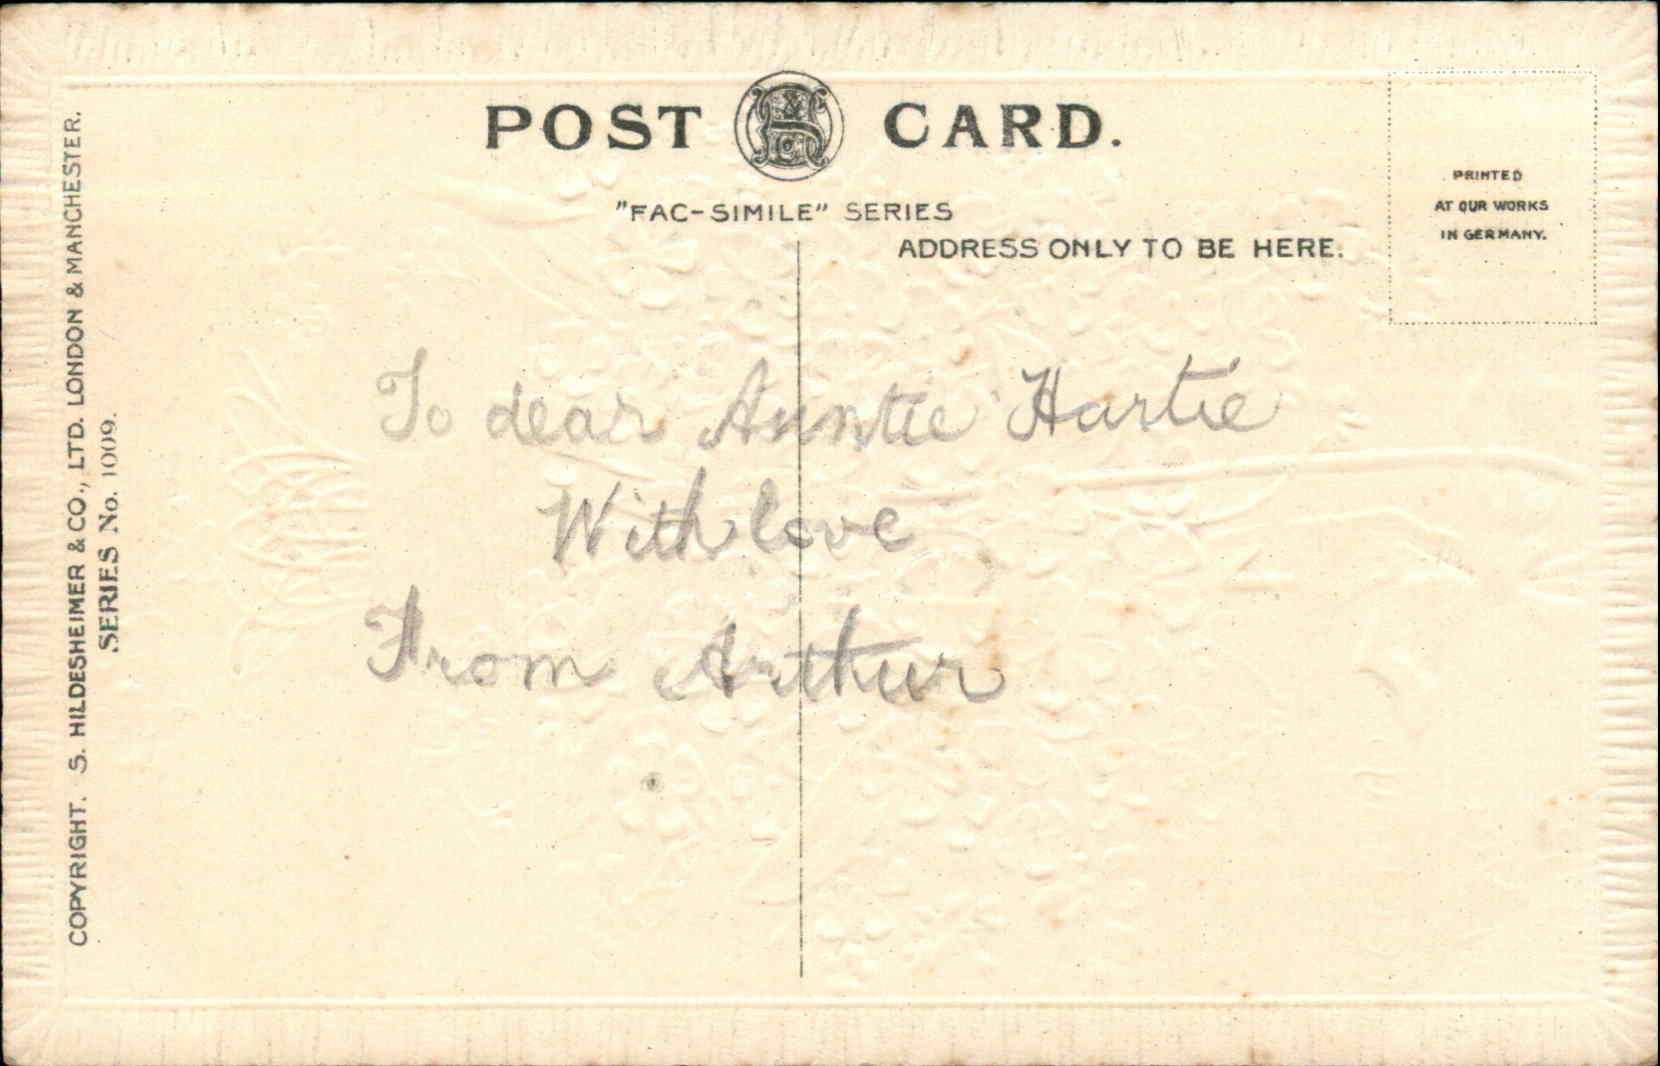 COPYRIGHT. S. HILDESHEIMER & CO., LTD. LONDON & MANCHESTER.
SERIES No. 1009.
POST CARD.
"FAC-SIMILE" SERIES
ADDRESS ONLY TO BE HERE.
PRINTED
AT OUR WORKS
IN GERMANY.
To dear Auntie Hartie
With love
From Arthur